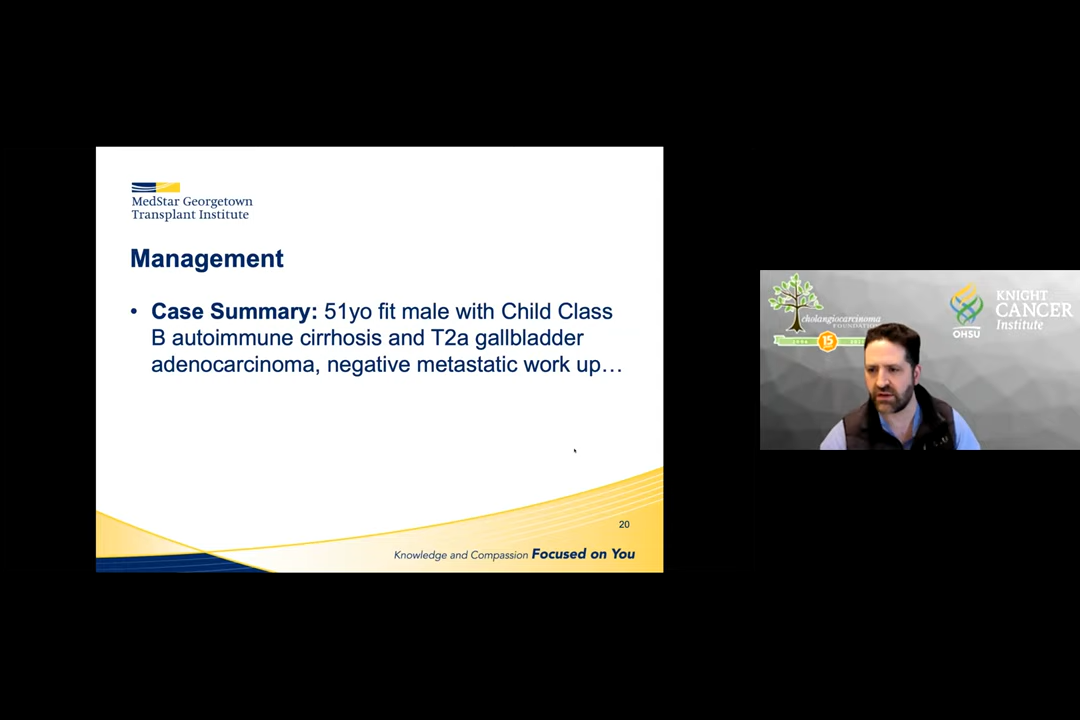 MedStar Georgetown
Transplant Institute
Management
• Case Summary: 51yo fit male with Child Class
B autoimmune cirrhosis and T2a gallbladder
adenocarcinoma, negative metastatic work up…
20
Knowledge and Compassion Focused on You
cholangiocarcinoma
FOUNDATION
15
KNIGHT
CANCER
Institute
OHSU